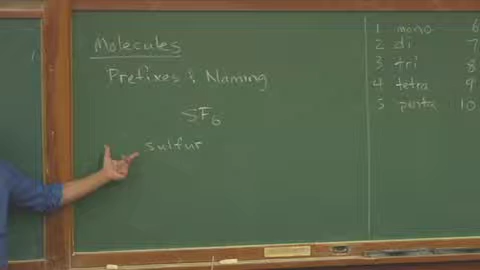 Molecules
Prefixes & Naming
SF6
sulfur
1 mono 6
2 di 7
3 tri 8
4 tetra 9
5 penta 10